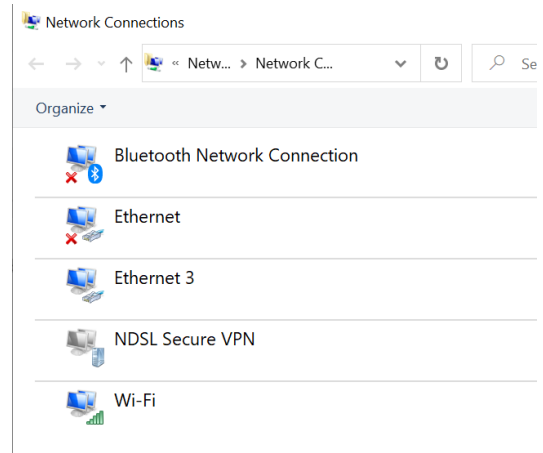 Network Connections
« Netw... > Network C...
Se
Organize
Bluetooth Network Connection
Ethernet
Ethernet 3
NDSL Secure VPN
Wi-Fi